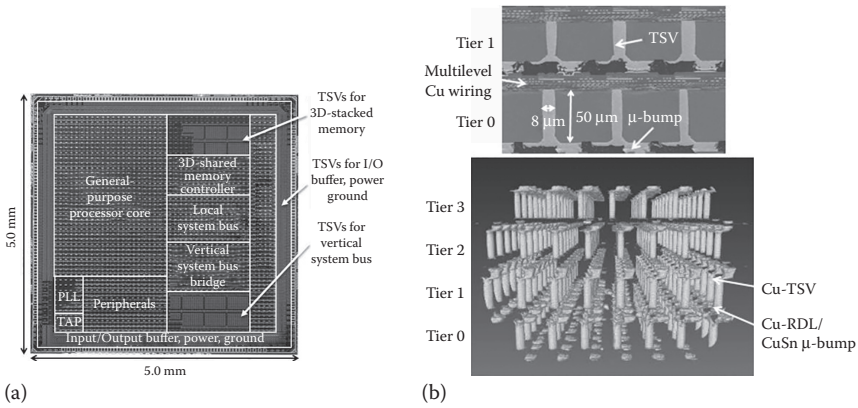 TSVs for
3D-stacked
memory
TSVs for I/O
buffer, power
ground
TSVs for
vertical
system bus
General-
purpose
processor core
3D-shared
memory
controller
Local
system bus
Vertical
system bus
bridge
PLL
Peripherals
TAP
Input/Output buffer, power, ground
5.0 mm
5.0 mm
(a)
Tier 1
TSV
Multilevel
Cu wiring
Tier 0
8 μm
50 μm
μ-bump
Tier 3
Tier 2
Tier 1
Tier 0
Cu-TSV
Cu-RDL/
CuSn μ-bump
(b)